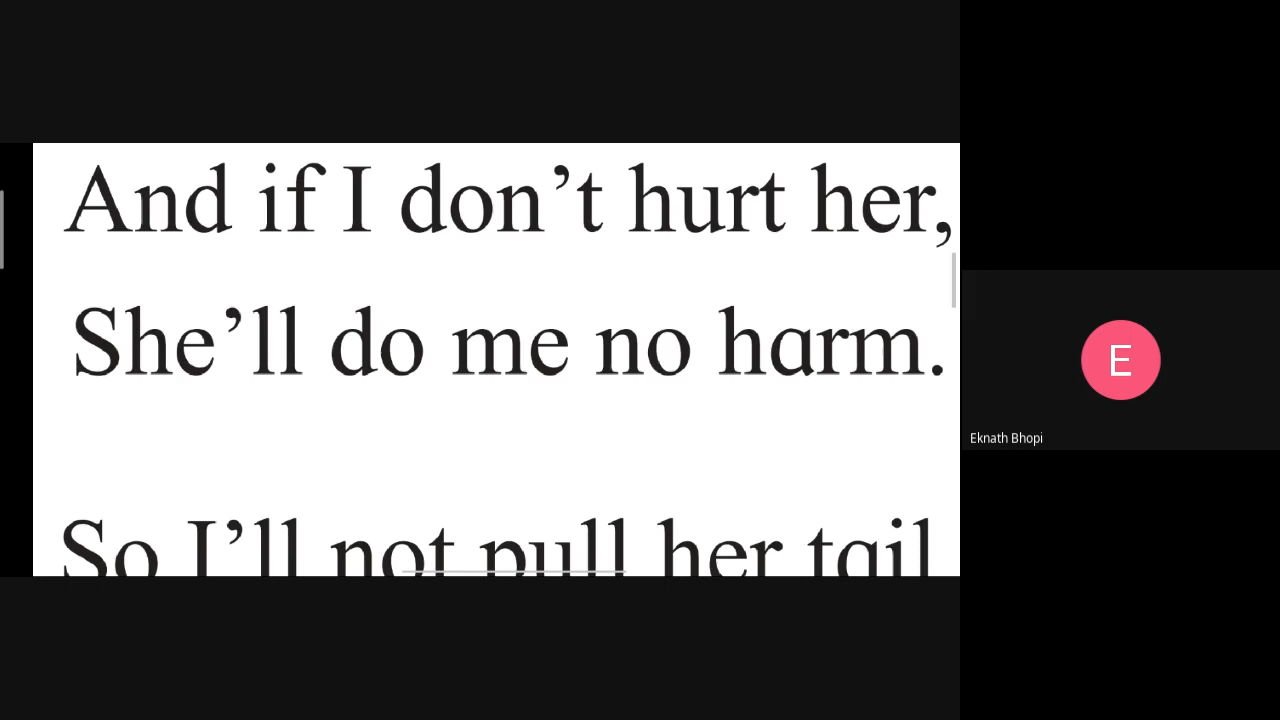 And if I don’t hurt her,
She’ll do me no harm.
So I’ll not pull her tail
E
Eknath Bhopi